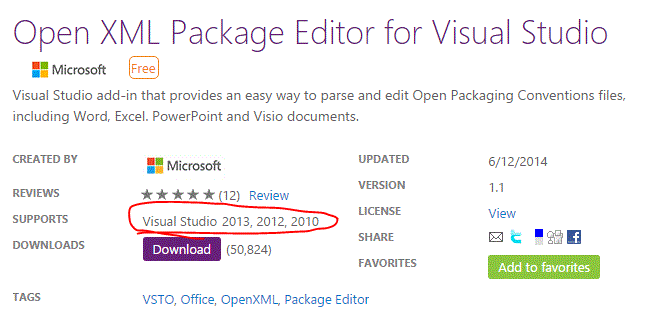 Open XML Package Editor for Visual Studio
Microsoft Free
Visual Studio add-in that provides an easy way to parse and edit Open Packaging Conventions files,
including Word, Excel. PowerPoint and Visio documents.
CREATED BY Microsoft
REVIEWS (12) Review
SUPPORTS Visual Studio 2013, 2012, 2010
DOWNLOADS Download (50,824)
UPDATED 6/12/2014
VERSION 1.1
LICENSE View
SHARE
FAVORITES Add to favorites
TAGS VSTO, Office, OpenXML, Package Editor